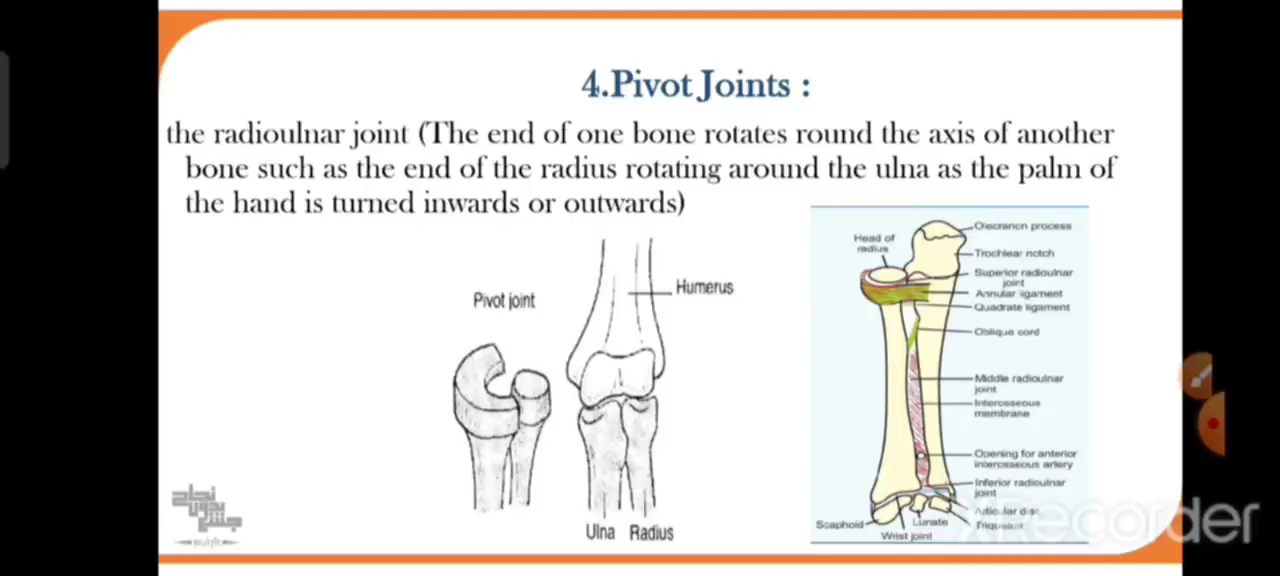 4.Pivot Joints :
the radioulnar joint (The end of one bone rotates round the axis of another
bone such as the end of the radius rotating around the ulna as the palm of
the hand is turned inwards or outwards)
Pivot joint
Humerus
Ulna Radius
Head of
radius
Olecranon process
Trochlear notch
Superior radioulnar
joint
Annular ligament
Quadrate ligament
Oblique cord
Middle radioulnar
joint
Interosseous
membrane
Opening for anterior
interosseous artery
Inferior radioulnar
joint
Articular disc
Triquetral
Scaphoid
Lunate
Wrist joint
XRecorder